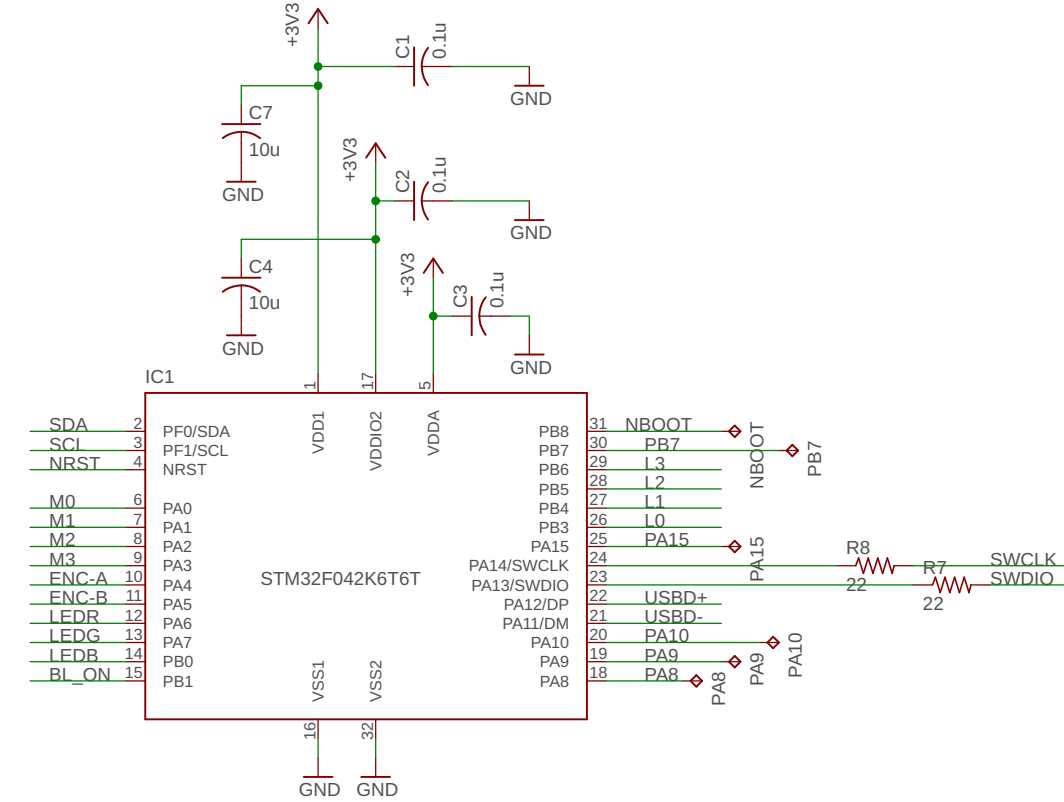 +3V3
C1
0.1u
GND
C7
10u
GND
+3V3
C2
0.1u
GND
C4
10u
GND
+3V3
C3
0.1u
GND
IC1
1
17
5
VDD1
VDDIO2
VDDA
SDA 2 PF0/SDA
SCL 3 PF1/SCL
NRST 4 NRST
M0 6 PA0
M1 7 PA1
M2 8 PA2
M3 9 PA3
ENC-A 10 PA4
ENC-B 11 PA5
LEDR 12 PA6
LEDG 13 PA7
LEDB 14 PB0
BL_ON 15 PB1
STM32F042K6T6T
PB8 31 NBOOT NBOOT
PB7 30 PB7 PB7
PB6 29 L3
PB5 28 L2
PB4 27 L1
PB3 26 L0
PA15 25 PA15 PA15
PA14/SWCLK 24 R8 22 SWCLK
PA13/SWDIO 23 R7 22 SWDIO
PA12/DP 22 USBD+
PA11/DM 21 USBD-
PA10 20 PA10 PA10
PA9 19 PA9 PA9
PA8 18 PA8 PA8
VSS1
VSS2
16
32
GND
GND